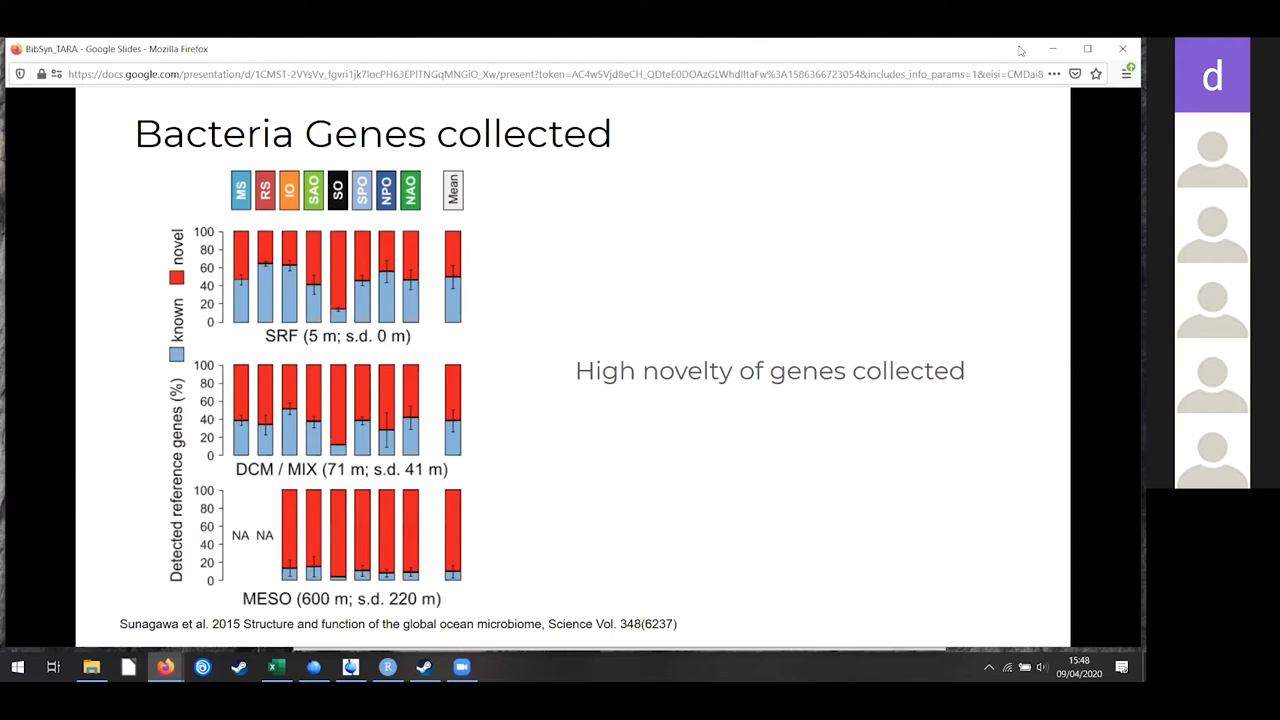 BibSyn_TARA - Google Slides - Mozilla Firefox
d
Bacteria Genes collected
MS RS IO SAO SO SPO NPO NAO Mean
Detected reference genes (%) known novel
100
80
60
40
20
0
SRF (5 m; s.d. 0 m)
100
80
60
40
20
0
DCM / MIX (71 m; s.d. 41 m)
100
80
60
40
20
0
NA NA
MESO (600 m; s.d. 220 m)
High novelty of genes collected
Sunagawa et al. 2015 Structure and function of the global ocean microbiome, Science Vol. 348(6237)
15:48
09/04/2020